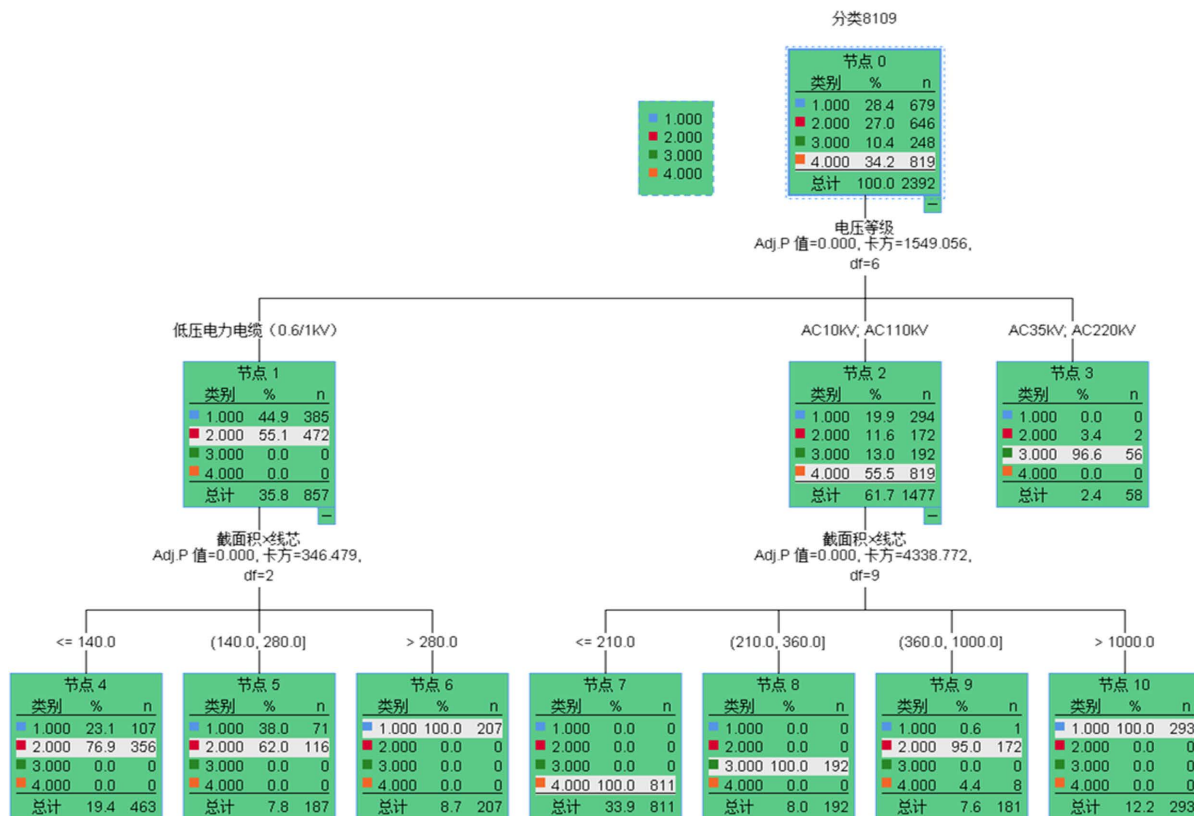 分类8109
节点 0
类别 % n
1.000 28.4 679
2.000 27.0 646
3.000 10.4 248
4.000 34.2 819
总计 100.0 2392
1.000
2.000
3.000
4.000
电压等级
Adj.P 值=0.000, 卡方=1549.056,
df=6
低压电力电缆（0.6/1kV）
AC10kV; AC110kV
AC35kV; AC220kV
节点 1
类别 % n
1.000 44.9 385
2.000 55.1 472
3.000 0.0 0
4.000 0.0 0
总计 35.8 857
节点 2
类别 % n
1.000 19.9 294
2.000 11.6 172
3.000 13.0 192
4.000 55.5 819
总计 61.7 1477
节点 3
类别 % n
1.000 0.0 0
2.000 3.4 2
3.000 96.6 56
4.000 0.0 0
总计 2.4 58
截面积×线芯
Adj.P 值=0.000, 卡方=346.479,
df=2
截面积×线芯
Adj.P 值=0.000, 卡方=4338.772,
df=9
<= 140.0
(140.0, 280.0]
> 280.0
<= 210.0
(210.0, 360.0]
(360.0, 1000.0]
> 1000.0
节点 4
类别 % n
1.000 23.1 107
2.000 76.9 356
3.000 0.0 0
4.000 0.0 0
总计 19.4 463
节点 5
类别 % n
1.000 38.0 71
2.000 62.0 116
3.000 0.0 0
4.000 0.0 0
总计 7.8 187
节点 6
类别 % n
1.000 100.0 207
2.000 0.0 0
3.000 0.0 0
4.000 0.0 0
总计 8.7 207
节点 7
类别 % n
1.000 0.0 0
2.000 0.0 0
3.000 0.0 0
4.000 100.0 811
总计 33.9 811
节点 8
类别 % n
1.000 0.0 0
2.000 0.0 0
3.000 100.0 192
4.000 0.0 0
总计 8.0 192
节点 9
类别 % n
1.000 0.6 1
2.000 95.0 172
3.000 0.0 0
4.000 4.4 8
总计 7.6 181
节点 10
类别 % n
1.000 100.0 293
2.000 0.0 0
3.000 0.0 0
4.000 0.0 0
总计 12.2 293